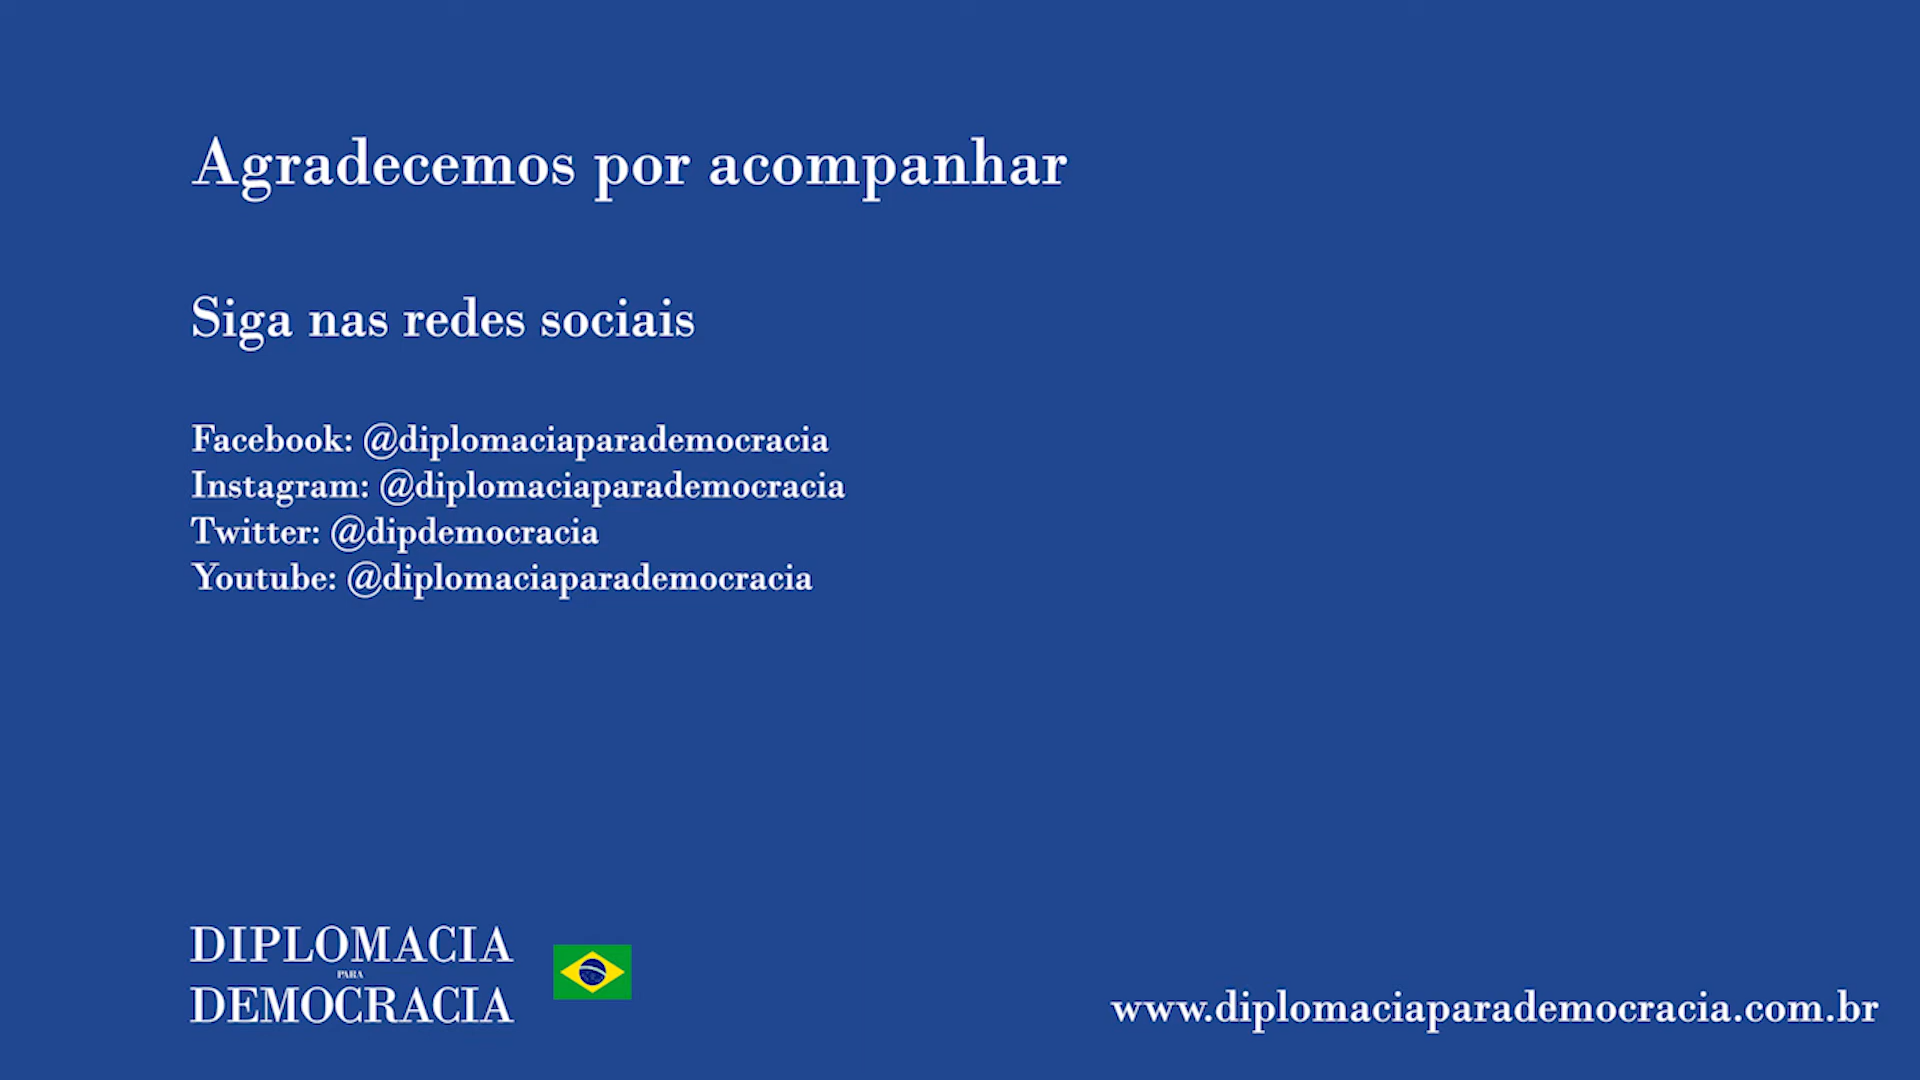 Agradecemos por acompanhar
Siga nas redes sociais
Facebook: @diplomaciaparademocracia
Instagram: @diplomaciaparademocracia
Twitter: @dipdemocracia
Youtube: @diplomaciaparademocracia
DIPLOMACIA
PARA
DEMOCRACIA
www.diplomaciaparademocracia.com.br